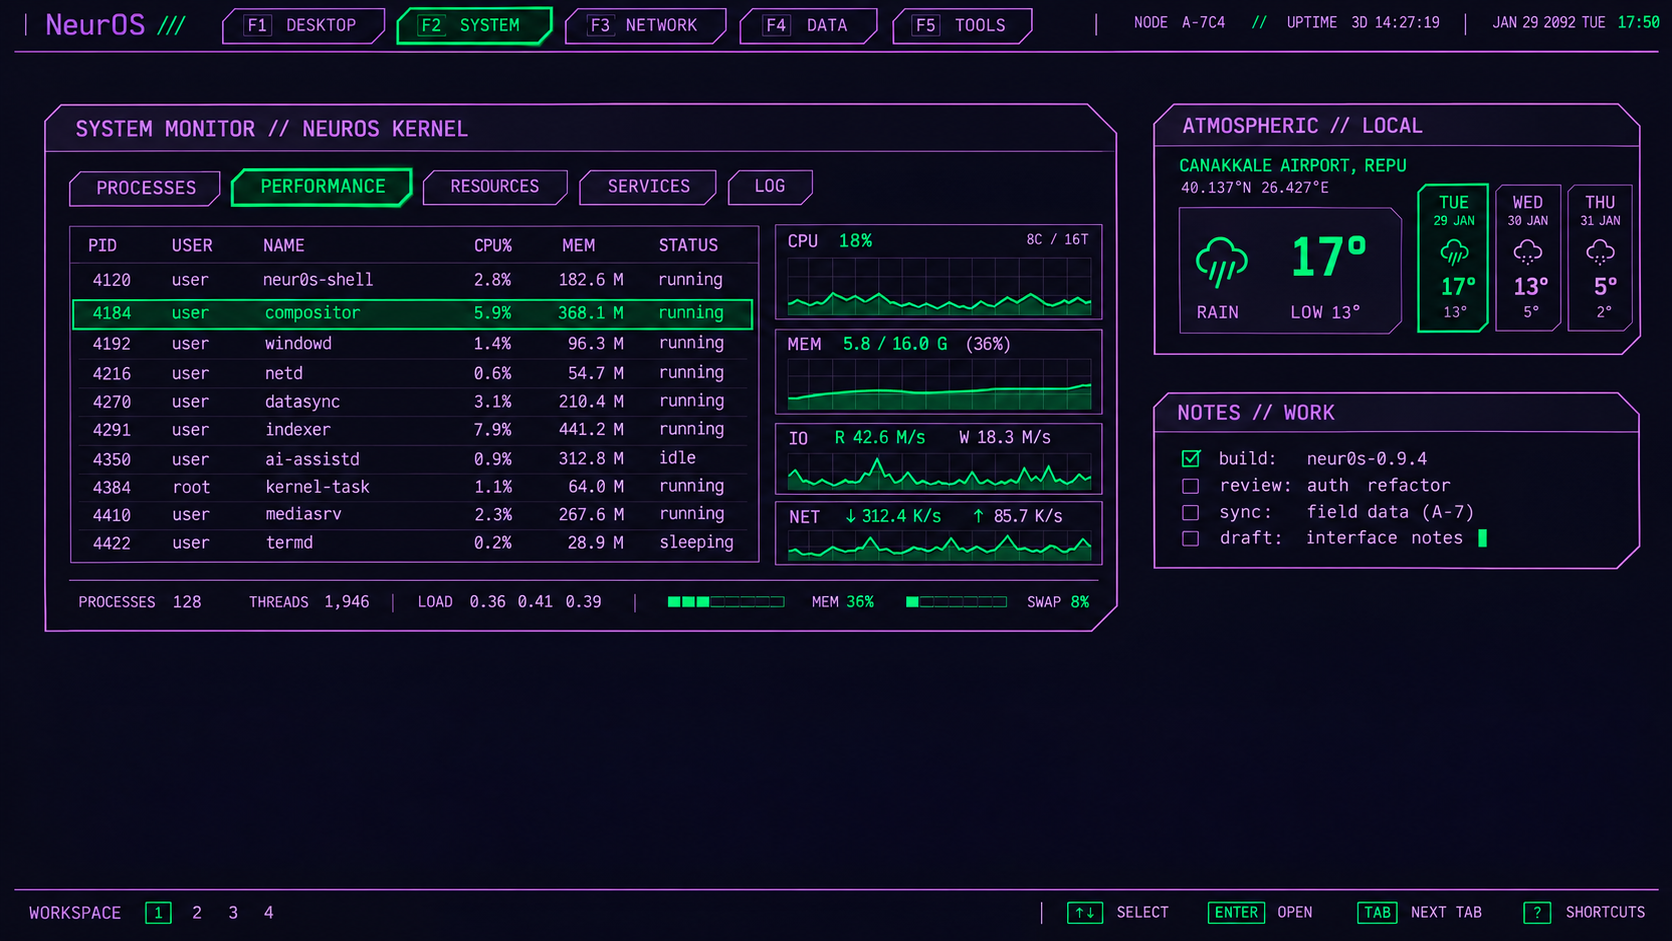 NeurOS ///
F1 DESKTOP
F2 SYSTEM
F3 NETWORK
F4 DATA
F5 TOOLS
NODE A-7C4 // UPTIME 3D 14:27:19
JAN 29 2092 TUE 17:50
SYSTEM MONITOR // NEUROS KERNEL
PROCESSES
PERFORMANCE
RESOURCES
SERVICES
LOG
PID USER NAME CPU% MEM STATUS
4120 user neur0s-shell 2.8% 182.6 M running
4184 user compositor 5.9% 368.1 M running
4192 user windowd 1.4% 96.3 M running
4216 user netd 0.6% 54.7 M running
4270 user datasync 3.1% 210.4 M running
4291 user indexer 7.9% 441.2 M running
4350 user ai-assistd 0.9% 312.8 M idle
4384 root kernel-task 1.1% 64.0 M running
4410 user mediasrv 2.3% 267.6 M running
4422 user termd 0.2% 28.9 M sleeping
CPU 18% 8C / 16T
MEM 5.8 / 16.0 G (36%)
IO R 42.6 M/s W 18.3 M/s
NET ↓ 312.4 K/s ↑ 85.7 K/s
PROCESSES 128 THREADS 1,946 | LOAD 0.36 0.41 0.39 | MEM 36% SWAP 8%
ATMOSPHERIC // LOCAL
CANAKKALE AIRPORT, REPU
40.137°N 26.427°E
17°
RAIN LOW 13°
TUE
29 JAN
17°
13°
WED
30 JAN
13°
5°
THU
31 JAN
5°
2°
NOTES // WORK
build: neur0s-0.9.4
review: auth refactor
sync: field data (A-7)
draft: interface notes
WORKSPACE 1 2 3 4
↑↓ SELECT ENTER OPEN TAB NEXT TAB ? SHORTCUTS